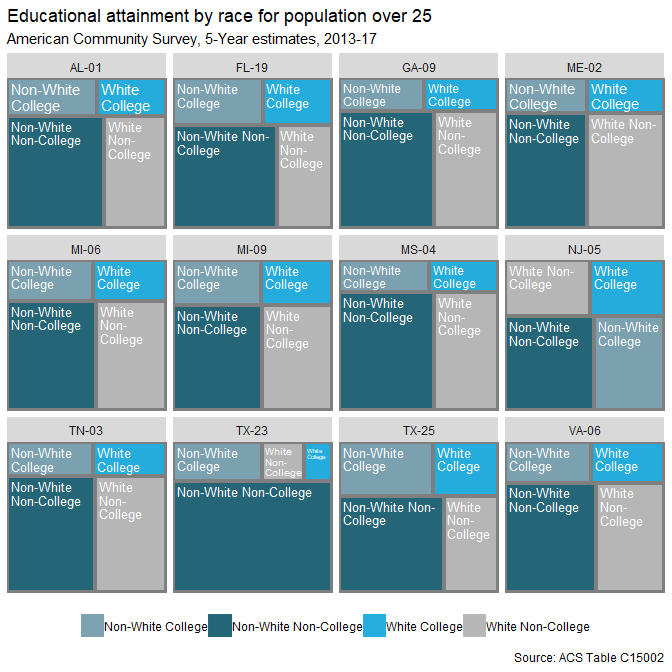 Educational attainment by race for population over 25
American Community Survey, 5-Year estimates, 2013-17
AL-01
FL-19
GA-09
ME-02
Non-White
College
White
College
Non-White
Non-College
White
Non-
College
Non-White
College
White
College
Non-White Non-
College
White
Non-
College
Non-White
College
White
College
Non-White
Non-College
White
Non-
College
Non-White
College
White
College
Non-White
Non-College
White Non-
College
MI-06
MI-09
MS-04
NJ-05
Non-White
College
White
College
Non-White
Non-College
White
Non-
College
Non-White
College
White
College
Non-White
Non-College
White
Non-
College
Non-White
College
White
College
Non-White
Non-College
White
Non-
College
White Non-
College
White
College
Non-White
Non-College
Non-White
College
TN-03
TX-23
TX-25
VA-06
Non-White
College
White
College
Non-White
Non-College
White
Non-
College
Non-White
College
White
Non-
College
White
College
Non-White Non-College
Non-White
College
White
College
Non-White Non-
College
White
Non-
College
Non-White
College
White
College
Non-White
Non-College
White
Non-
College
Non-White College
Non-White Non-College
White College
White Non-College
Source: ACS Table C15002